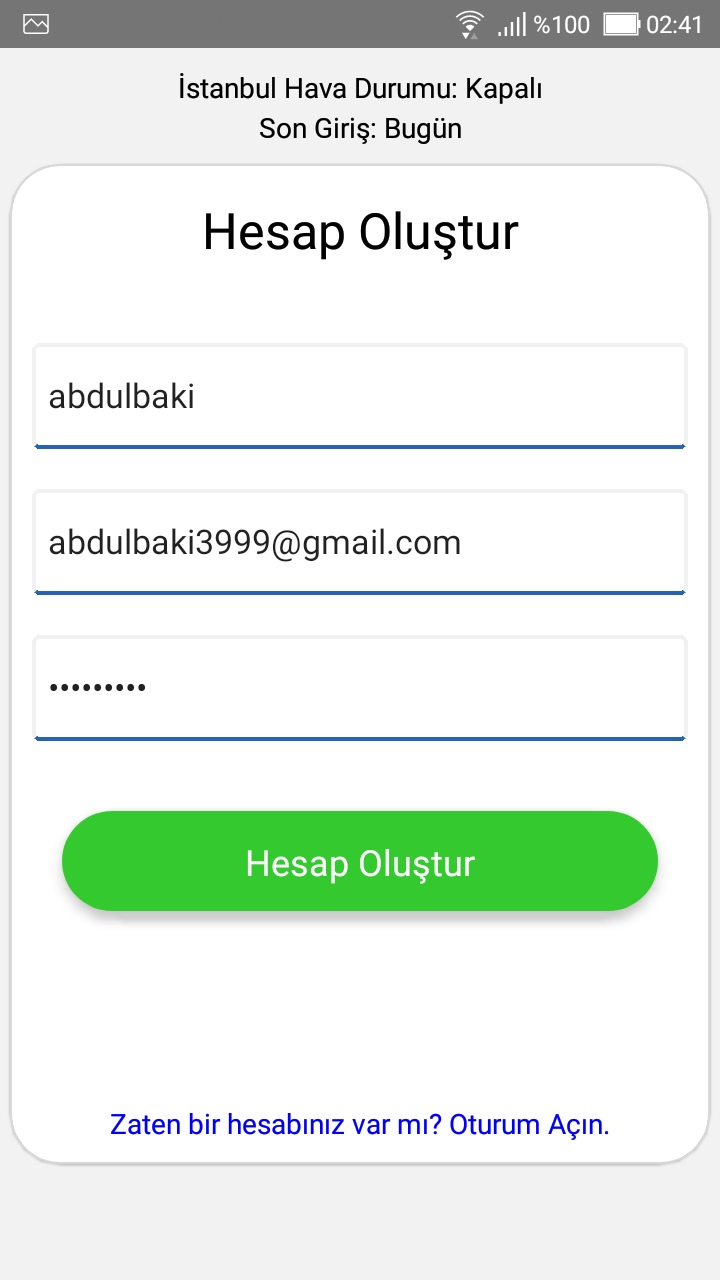 %100 02:41
İstanbul Hava Durumu: Kapalı
Son Giriş: Bugün
Hesap Oluştur
abdulbaki
abdulbaki3999@gmail.com
•••••••••
Hesap Oluştur
Zaten bir hesabınız var mı? Oturum Açın.